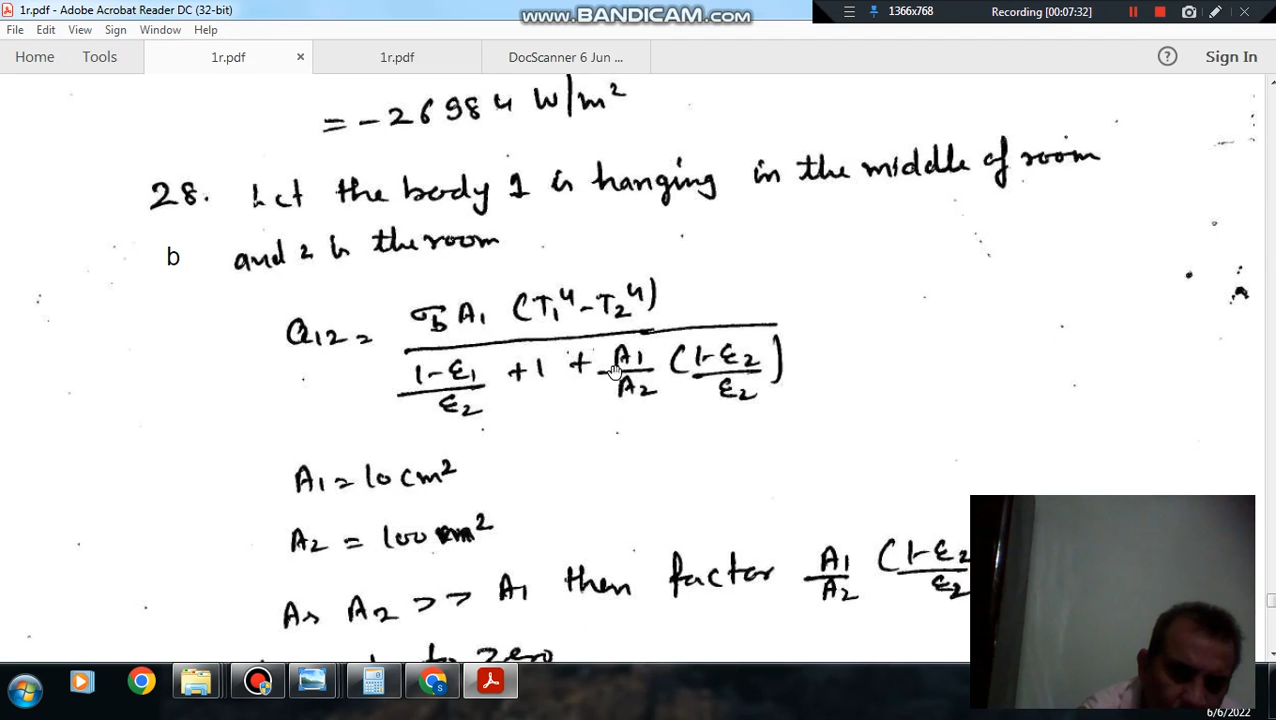 1r.pdf - Adobe Acrobat Reader DC (32-bit)
www.BANDICAM.com
1366x768
Recording [00:07:32]
File Edit View Sign Window Help
Home Tools 1r.pdf × 1r.pdf DocScanner 6 Jun ... ? Sign In
= -26984 W/m²
28. Let the body 1 is hanging in the middle of room
b and 2 is the room
Q12 = σb A1 (T1⁴ - T2⁴)
1-ε1/ε2 + 1 + A1/A2 (1-ε2/ε2)
A1 = 10 cm²
A2 = 100 m²
As A2 >> A1 then factor A1/A2 (1-ε2/ε2
to zero
6/6/2022